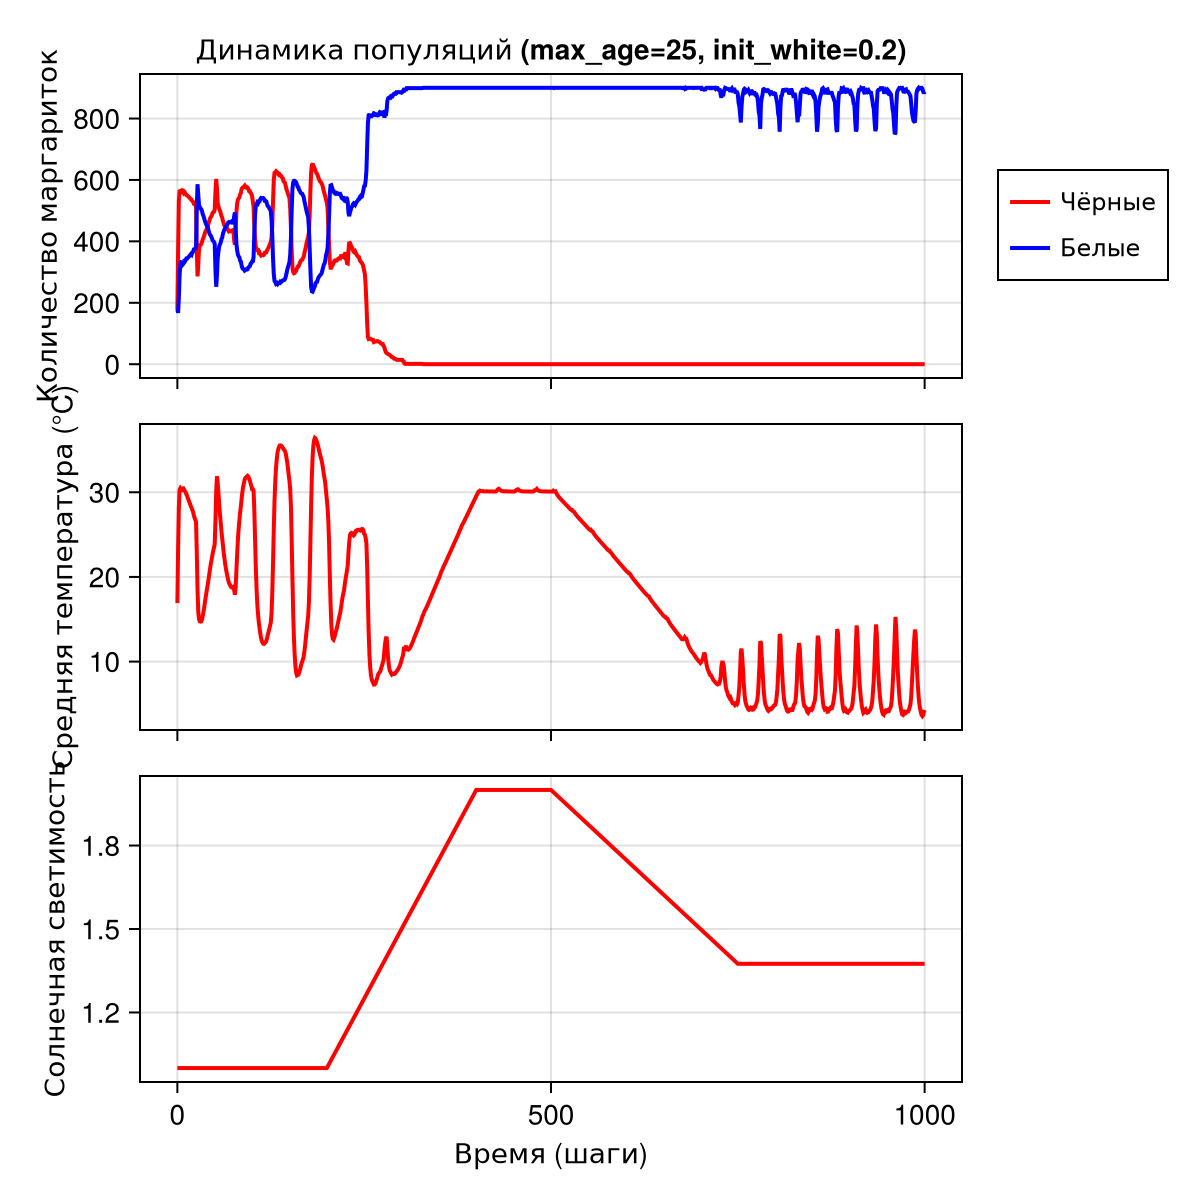 Динамика популяций (max_age=25, init_white=0.2)
Количество маргариток
800
600
400
200
0
Чёрные
Белые
Средняя температура (°C)
30
20
10
Солнечная светимость
1.8
1.5
1.2
0
500
1000
Время (шаги)